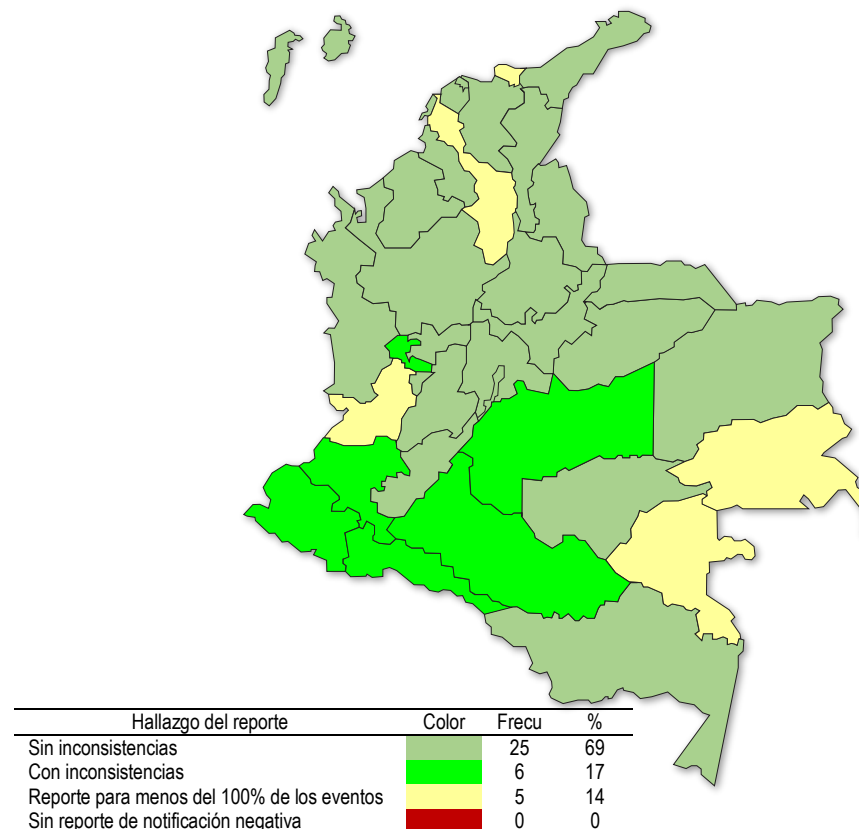 Hallazgo del reporte Color Frecu %
Sin inconsistencias 25 69
Con inconsistencias 6 17
Reporte para menos del 100% de los eventos 5 14
Sin reporte de notificación negativa 0 0